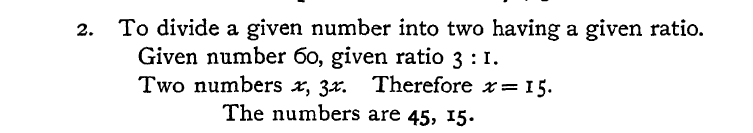 2. To divide a given number into two having a given ratio.
Given number 60, given ratio 3 : 1.
Two numbers x, 3x. Therefore x = 15.
The numbers are 45, 15.